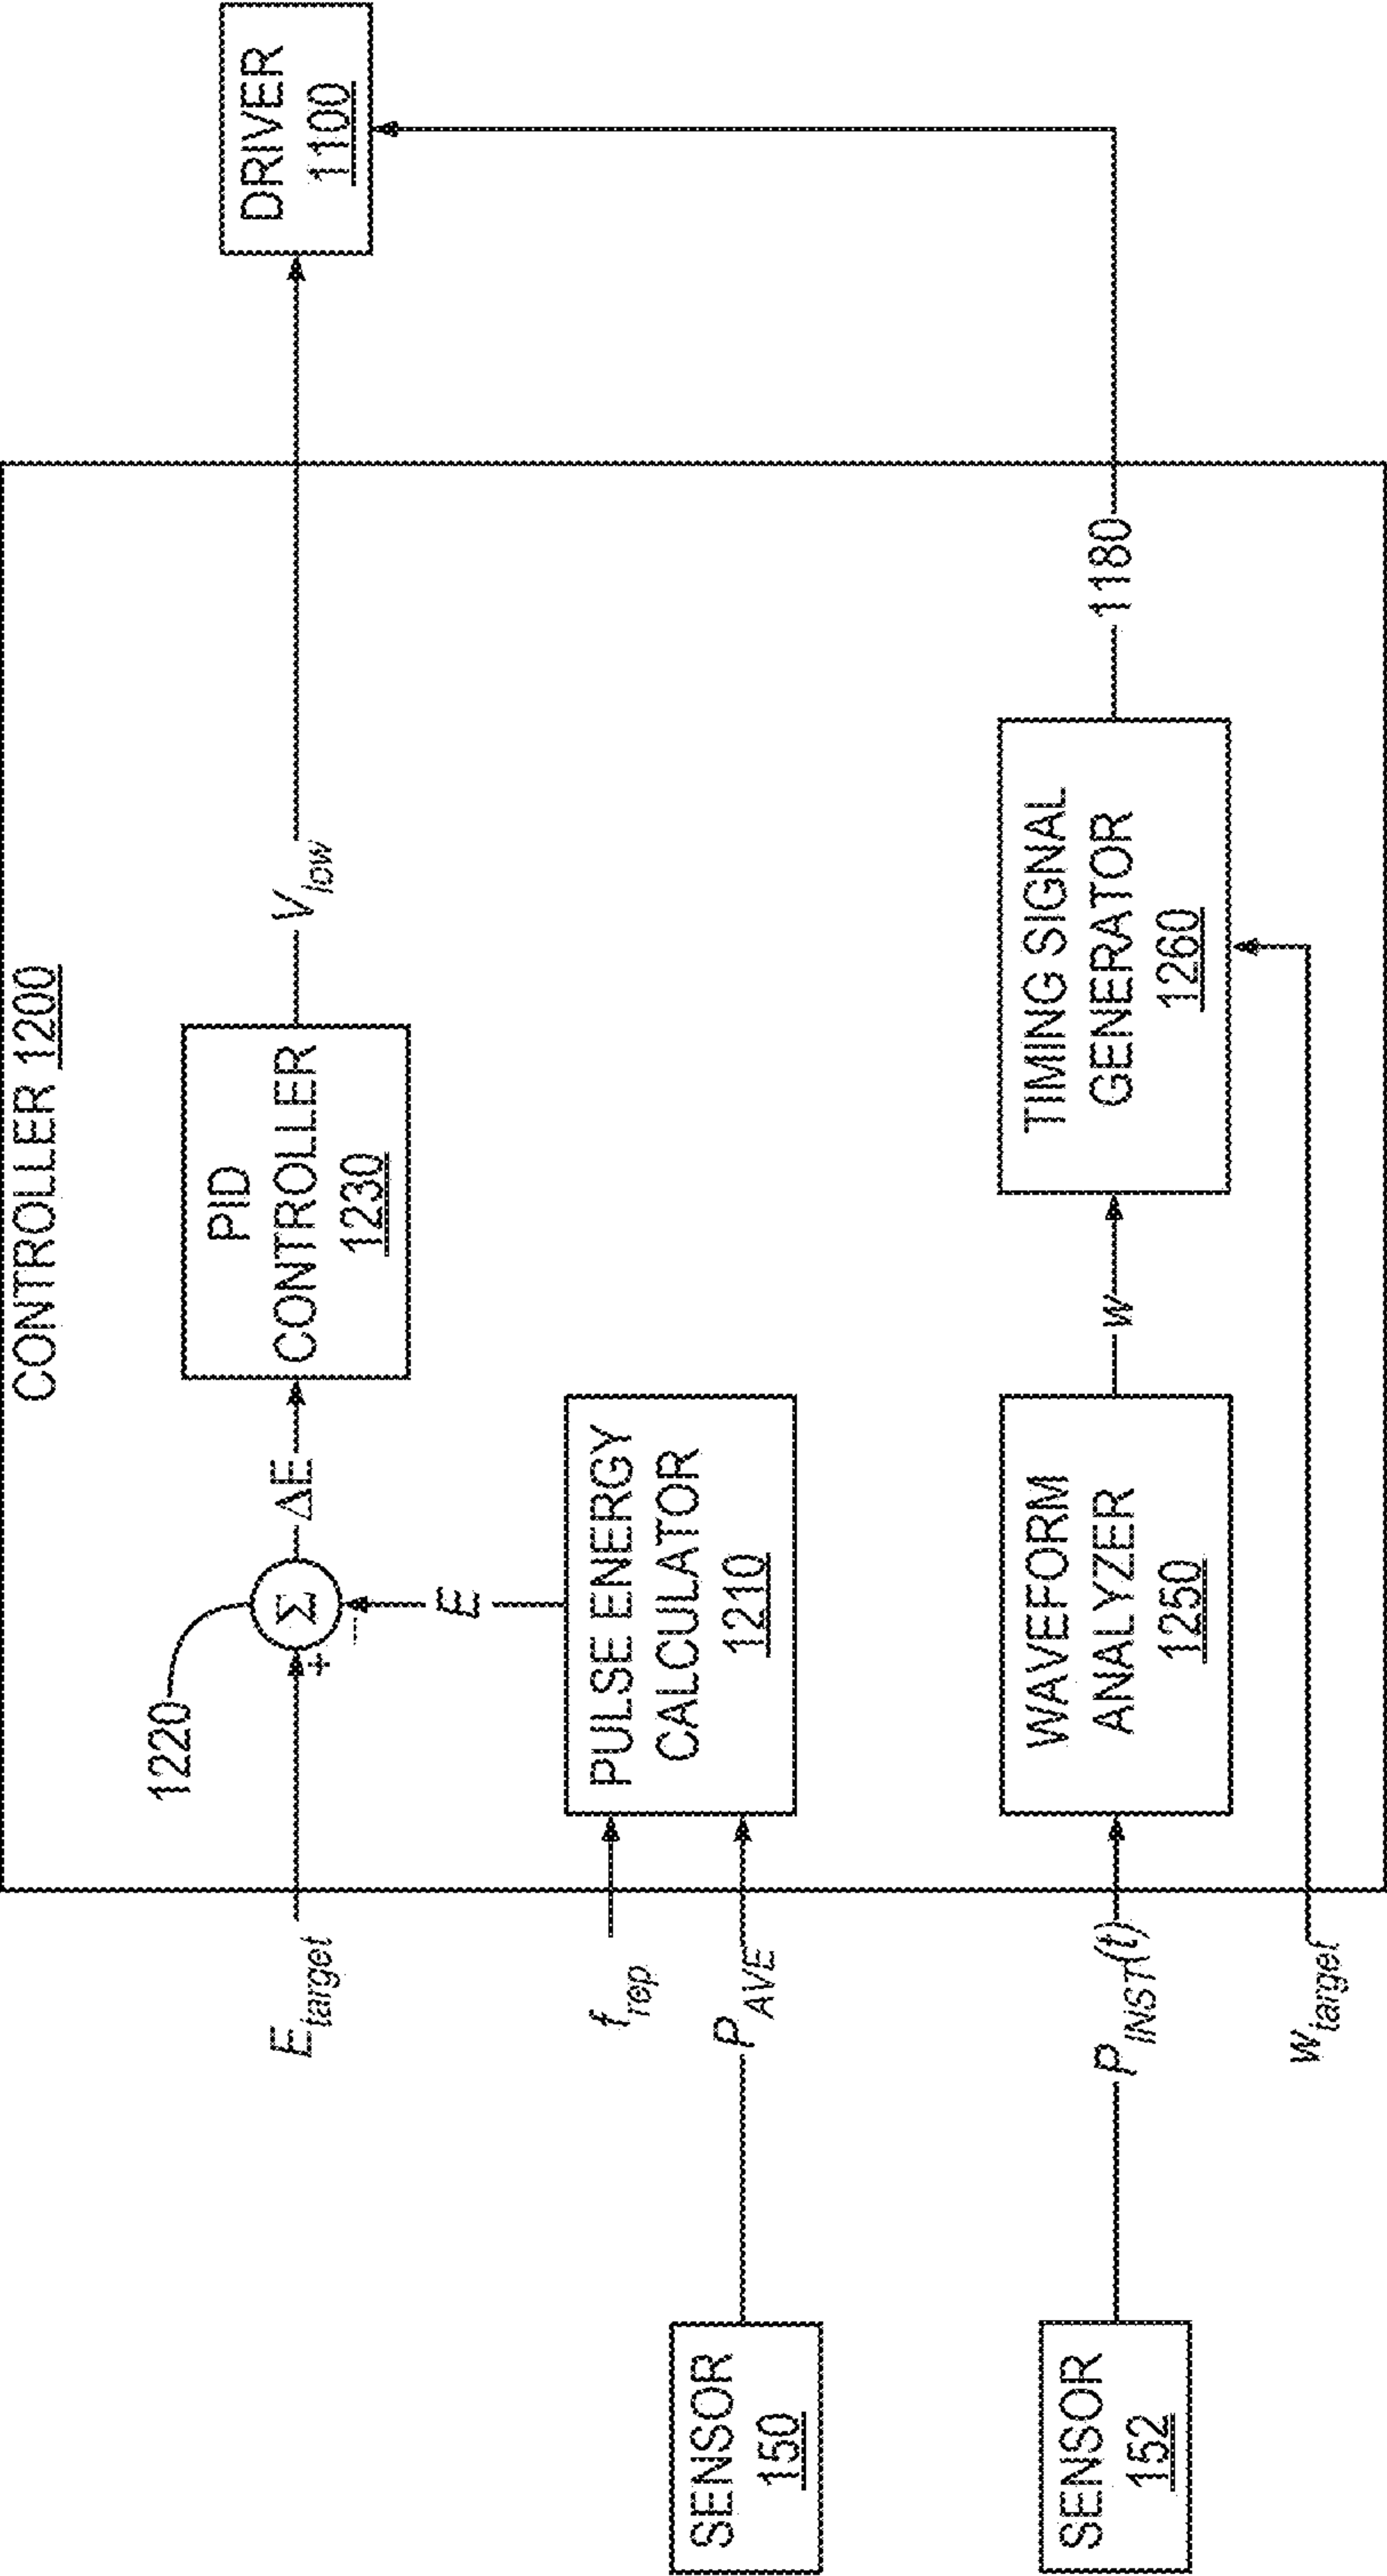 CONTROLLER 1200
1220
E_target
+
−
Σ
ΔE
PID
CONTROLLER
1230
V_low
DRIVER
1100
E
f_rep
PULSE ENERGY
CALCULATOR
1210
SENSOR
150
P_AVE
SENSOR
152
P_INST(t)
WAVEFORM
ANALYZER
1250
w
TIMING SIGNAL
GENERATOR
1260
1180
w_target